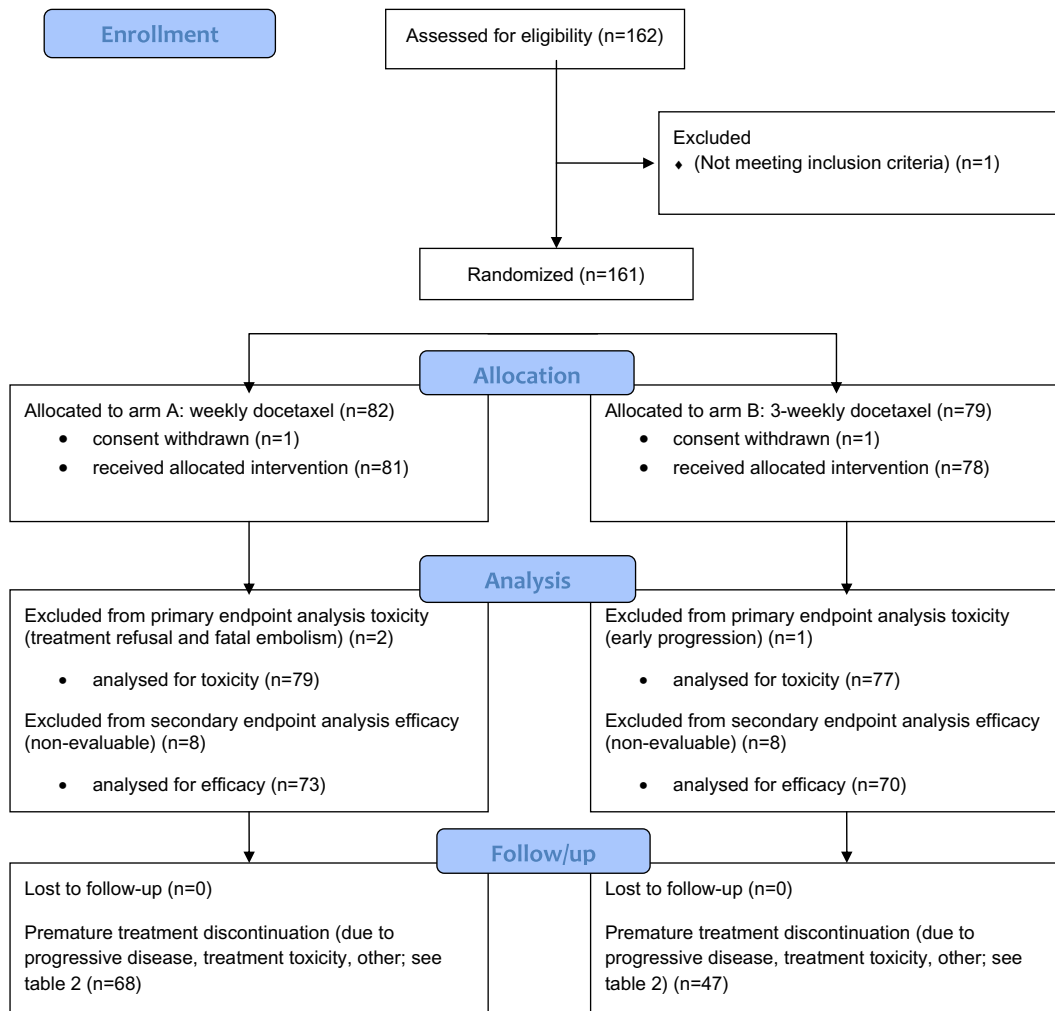 Enrollment
Assessed for eligibility (n=162)
Excluded
♦ (Not meeting inclusion criteria) (n=1)
Randomized (n=161)
Allocation
Allocated to arm A: weekly docetaxel (n=82)
• consent withdrawn (n=1)
• received allocated intervention (n=81)
Allocated to arm B: 3-weekly docetaxel (n=79)
• consent withdrawn (n=1)
• received allocated intervention (n=78)
Analysis
Excluded from primary endpoint analysis toxicity
(treatment refusal and fatal embolism) (n=2)
• analysed for toxicity (n=79)
Excluded from secondary endpoint analysis efficacy
(non-evaluable) (n=8)
• analysed for efficacy (n=73)
Excluded from primary endpoint analysis toxicity
(early progression) (n=1)
• analysed for toxicity (n=77)
Excluded from secondary endpoint analysis efficacy
(non-evaluable) (n=8)
• analysed for efficacy (n=70)
Follow/up
Lost to follow-up (n=0)
Premature treatment discontinuation (due to
progressive disease, treatment toxicity, other; see
table 2 (n=68)
Lost to follow-up (n=0)
Premature treatment discontinuation (due to
progressive disease, treatment toxicity, other; see
table 2) (n=47)